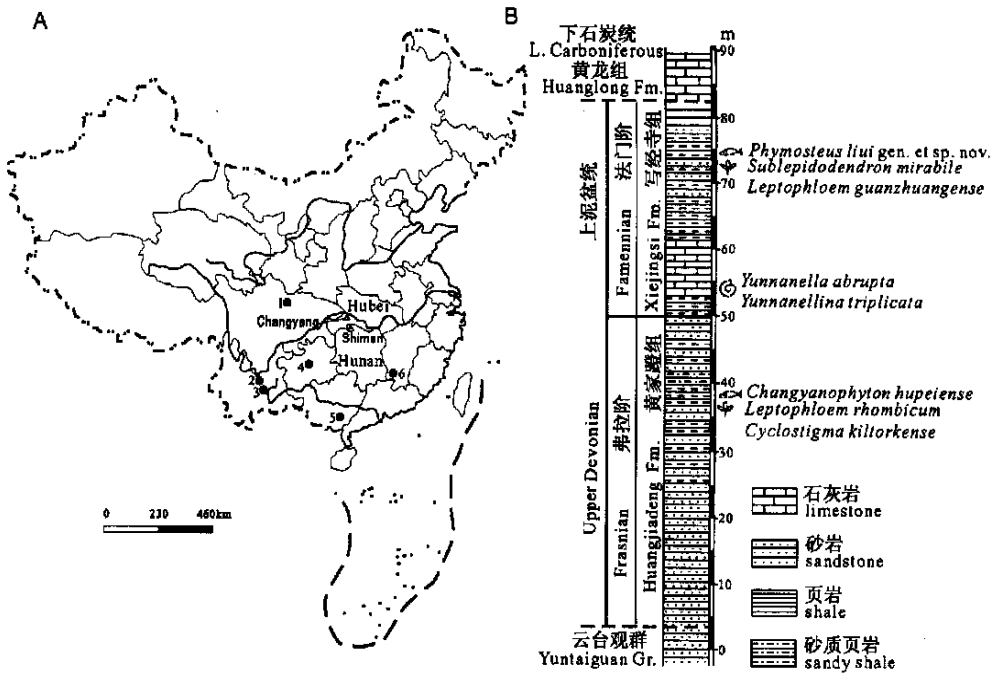 A
1
Hubei
Changyang
Shimen
Hunan
4
6
2
3
5
0 230 460km
B
下石炭统
L. Carboniferous
黄龙组
Huanglong Fm.
上泥盆统
Upper Devonian
法门阶
Famennian
弗拉阶
Frasnian
写经寺组
Xiejingsi Fm.
黄家蹬组
Huangjiadeng Fm.
云台观群
Yuntaiguan Gr.
m
90
80
70
60
50
40
30
20
10
0
Phymosteus liui gen. et sp. nov.
Sublepidodendron mirabile
Leptophloem guanzhuangense
Yunnanella abrupta
Yunnanellina triplicata
Changyanophyton hupeiense
Leptophloem rhombicum
Cyclostigma kiltorkense
石灰岩
limestone
砂岩
sandstone
页岩
shale
砂质页岩
sandy shale